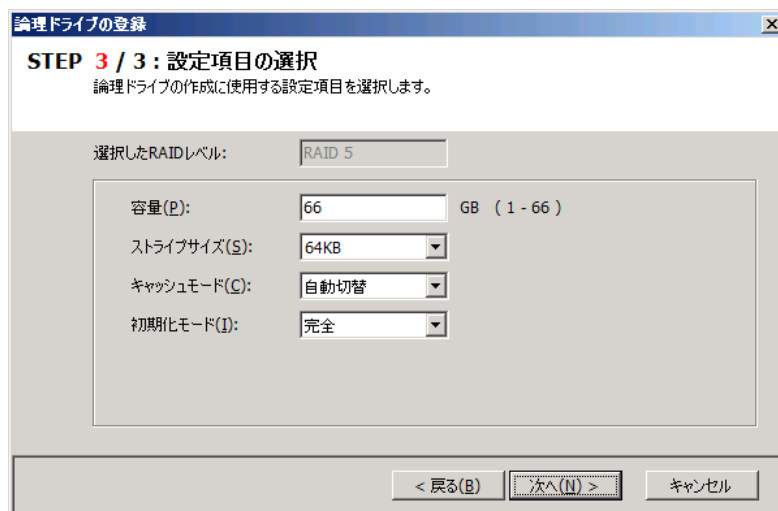 論理ドライブの登録
STEP 3 / 3 : 設定項目の選択
論理ドライブの作成に使用する設定項目を選択します。
選択したRAIDレベル: RAID 5
容量(P): 66 GB ( 1 - 66 )
ストライプサイズ(S): 64KB
キャッシュモード(C): 自動切替
初期化モード(I): 完全
< 戻る(B) 次へ(N) > キャンセル